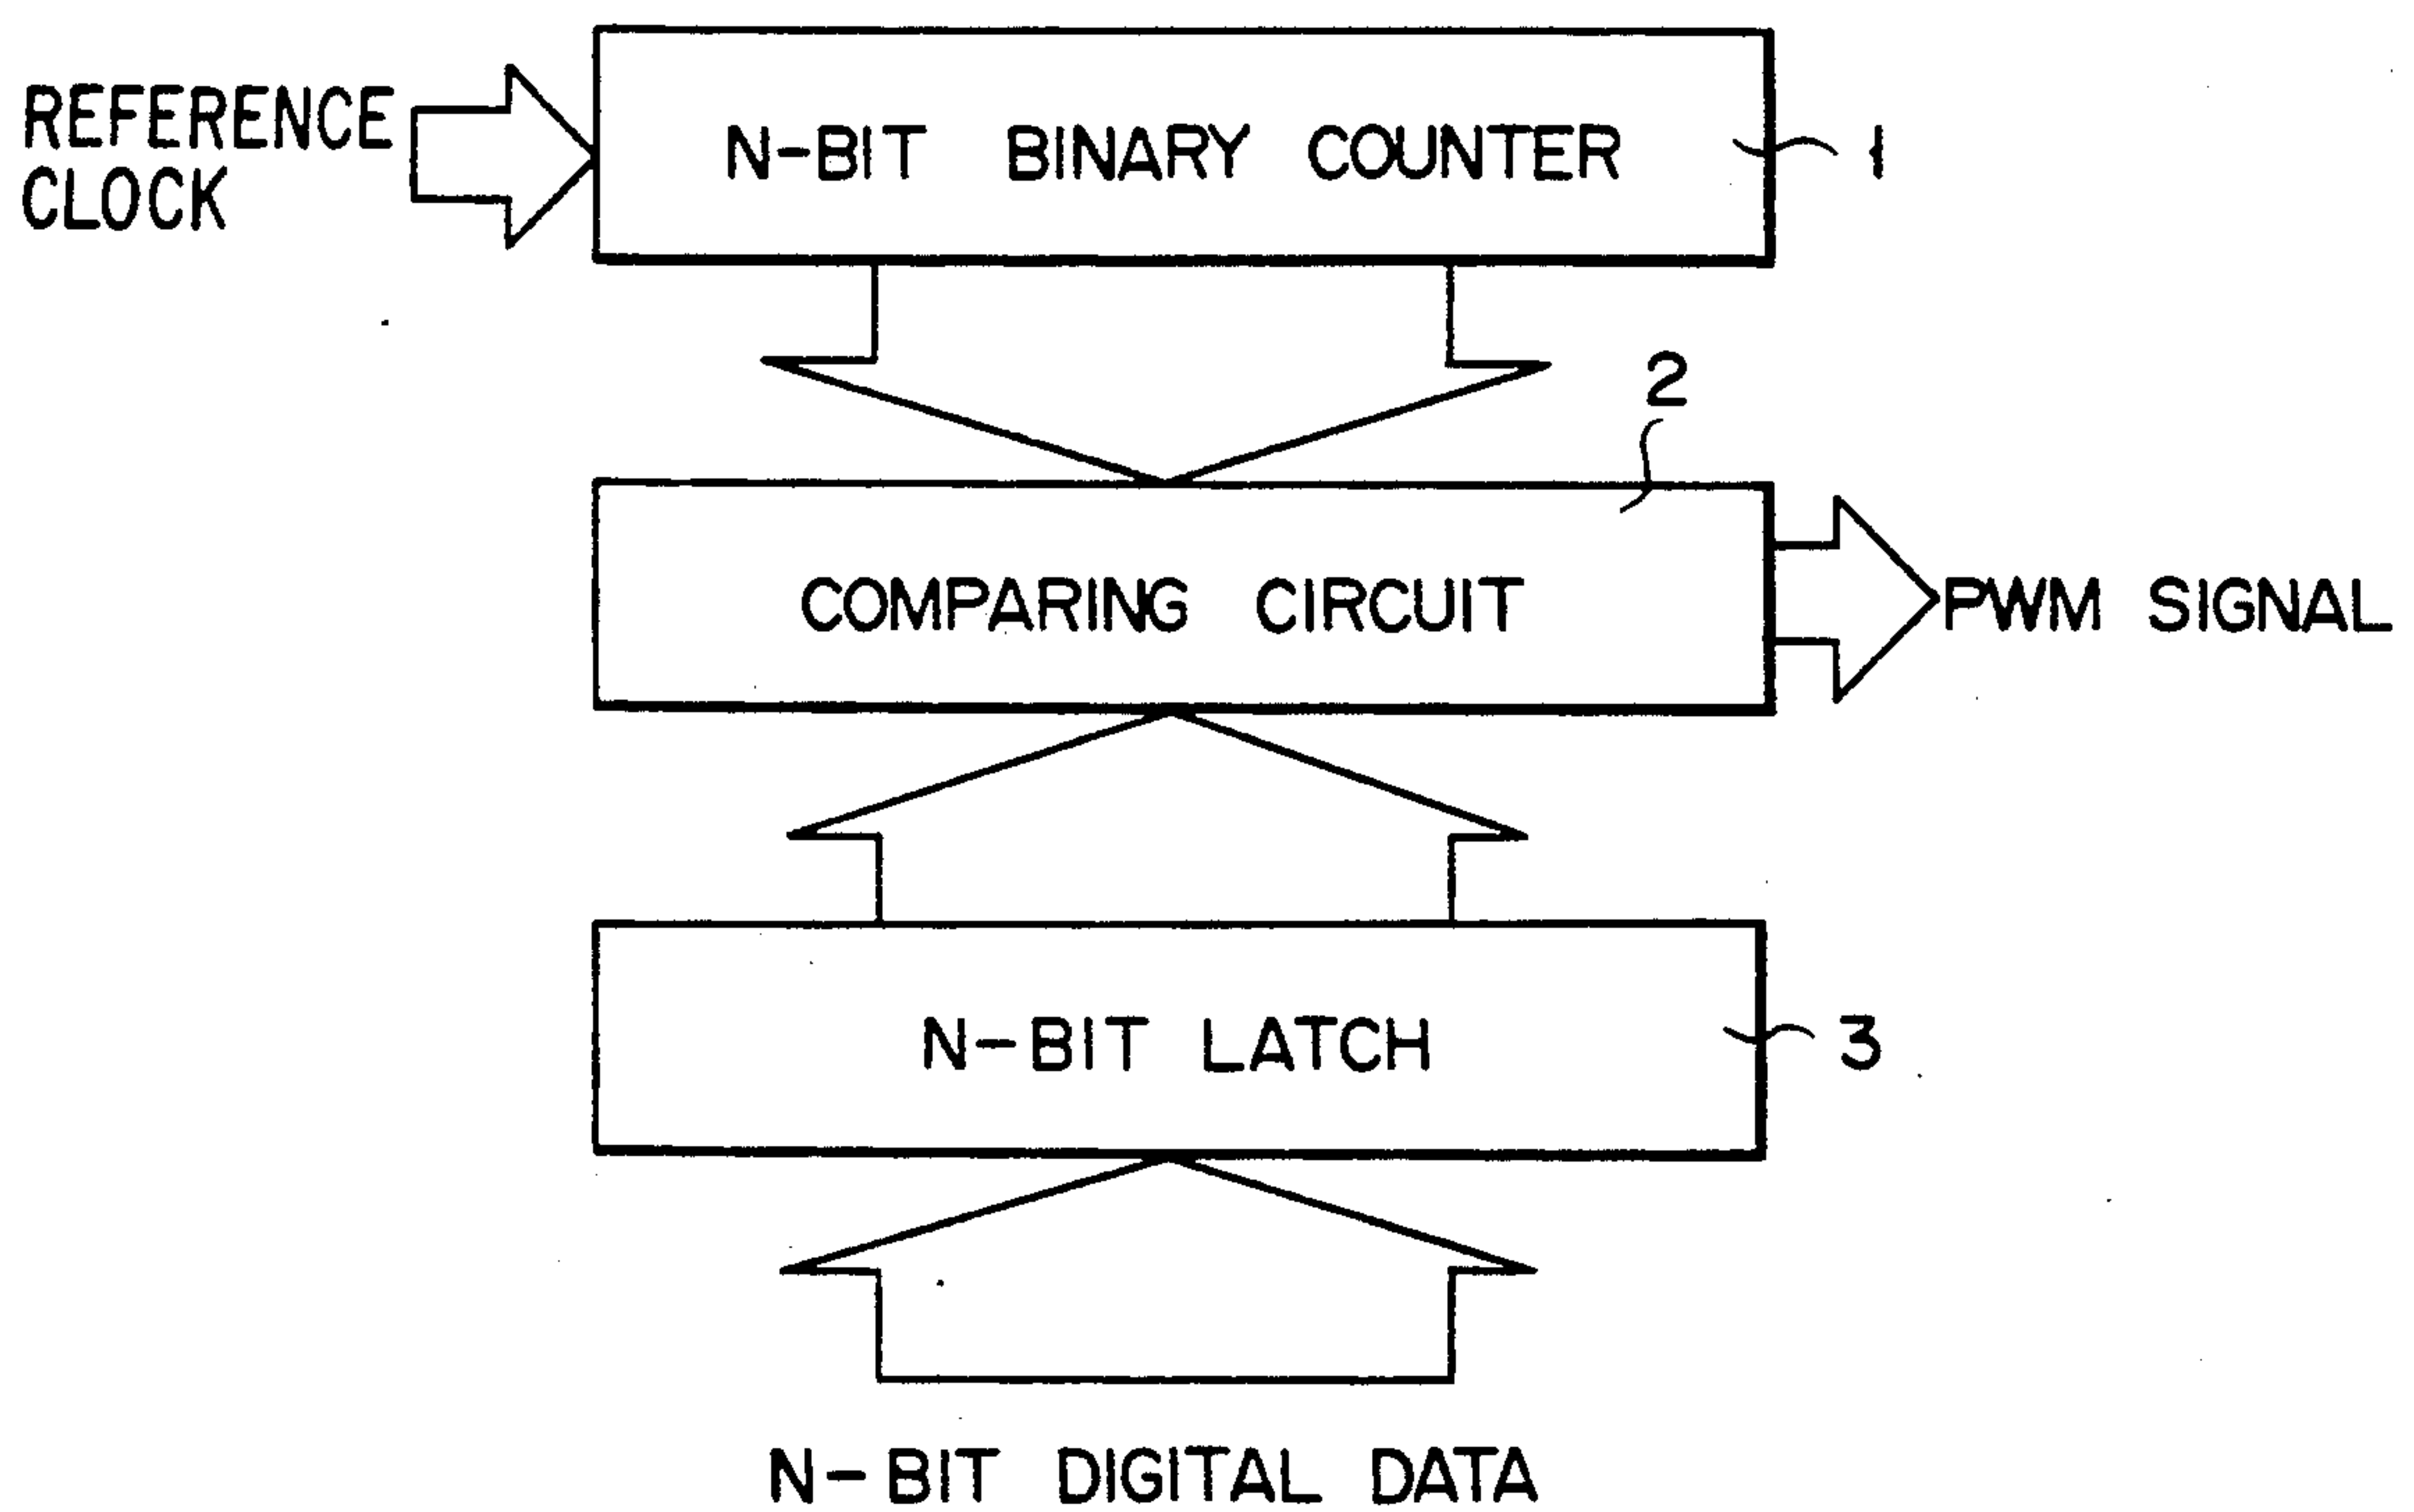 REFERENCE
CLOCK
N-BIT BINARY COUNTER
1
2
COMPARING CIRCUIT
PWM SIGNAL
N-BIT LATCH
3
N-BIT DIGITAL DATA